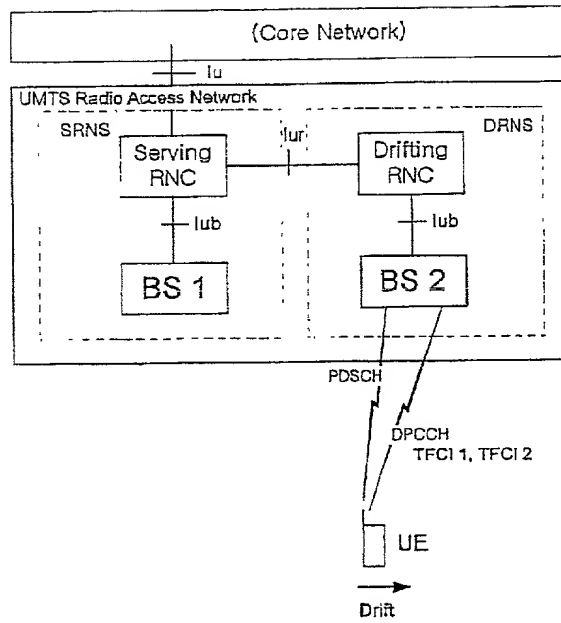 (Core Network)
Iu
UMTS Radio Access Network
SRNS
DRNS
Iur
Serving
RNC
Drifting
RNC
Iub
Iub
BS 1
BS 2
PDSCH
DPCCH
TFCI 1, TFCI 2
UE
Drift